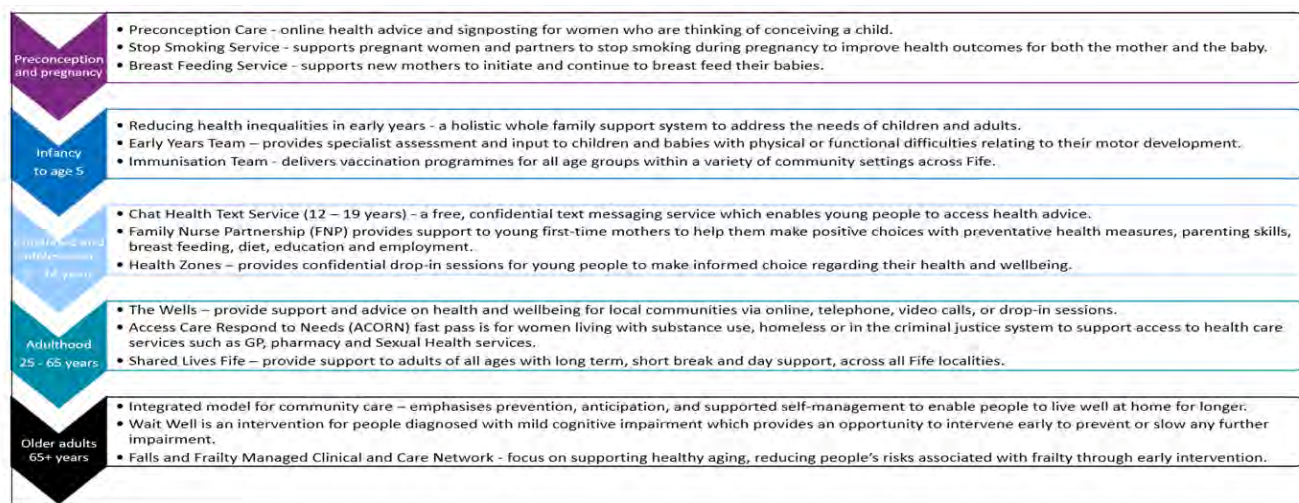 Preconception
and pregnancy
• Preconception Care - online health advice and signposting for women who are thinking of conceiving a child.
• Stop Smoking Service - supports pregnant women and partners to stop smoking during pregnancy to improve health outcomes for both the mother and the baby.
• Breast Feeding Service - supports new mothers to initiate and continue to breast feed their babies.
Infancy
to age 5
• Reducing health inequalities in early years - a holistic whole family support system to address the needs of children and adults.
• Early Years Team – provides specialist assessment and input to children and babies with physical or functional difficulties relating to their motor development.
• Immunisation Team - delivers vaccination programmes for all age groups within a variety of community settings across Fife.
years
• Chat Health Text Service (12 – 19 years) - a free, confidential text messaging service which enables young people to access health advice.
• Family Nurse Partnership (FNP) provides support to young first-time mothers to help them make positive choices with preventative health measures, parenting skills,
breast feeding, diet, education and employment.
• Health Zones – provides confidential drop-in sessions for young people to make informed choice regarding their health and wellbeing.
Adulthood
25 - 65 years
• The Wells – provide support and advice on health and wellbeing for local communities via online, telephone, video calls, or drop-in sessions.
• Access Care Respond to Needs (ACORN) fast pass is for women living with substance use, homeless or in the criminal justice system to support access to health care
services such as GP, pharmacy and Sexual Health services.
• Shared Lives Fife – provide support to adults of all ages with long term, short break and day support, across all Fife localities.
Older adults
65+ years
• Integrated model for community care – emphasises prevention, anticipation, and supported self-management to enable people to live well at home for longer.
• Wait Well is an intervention for people diagnosed with mild cognitive impairment which provides an opportunity to intervene early to prevent or slow any further
impairment.
• Falls and Frailty Managed Clinical and Care Network - focus on supporting healthy aging, reducing people's risks associated with frailty through early intervention.